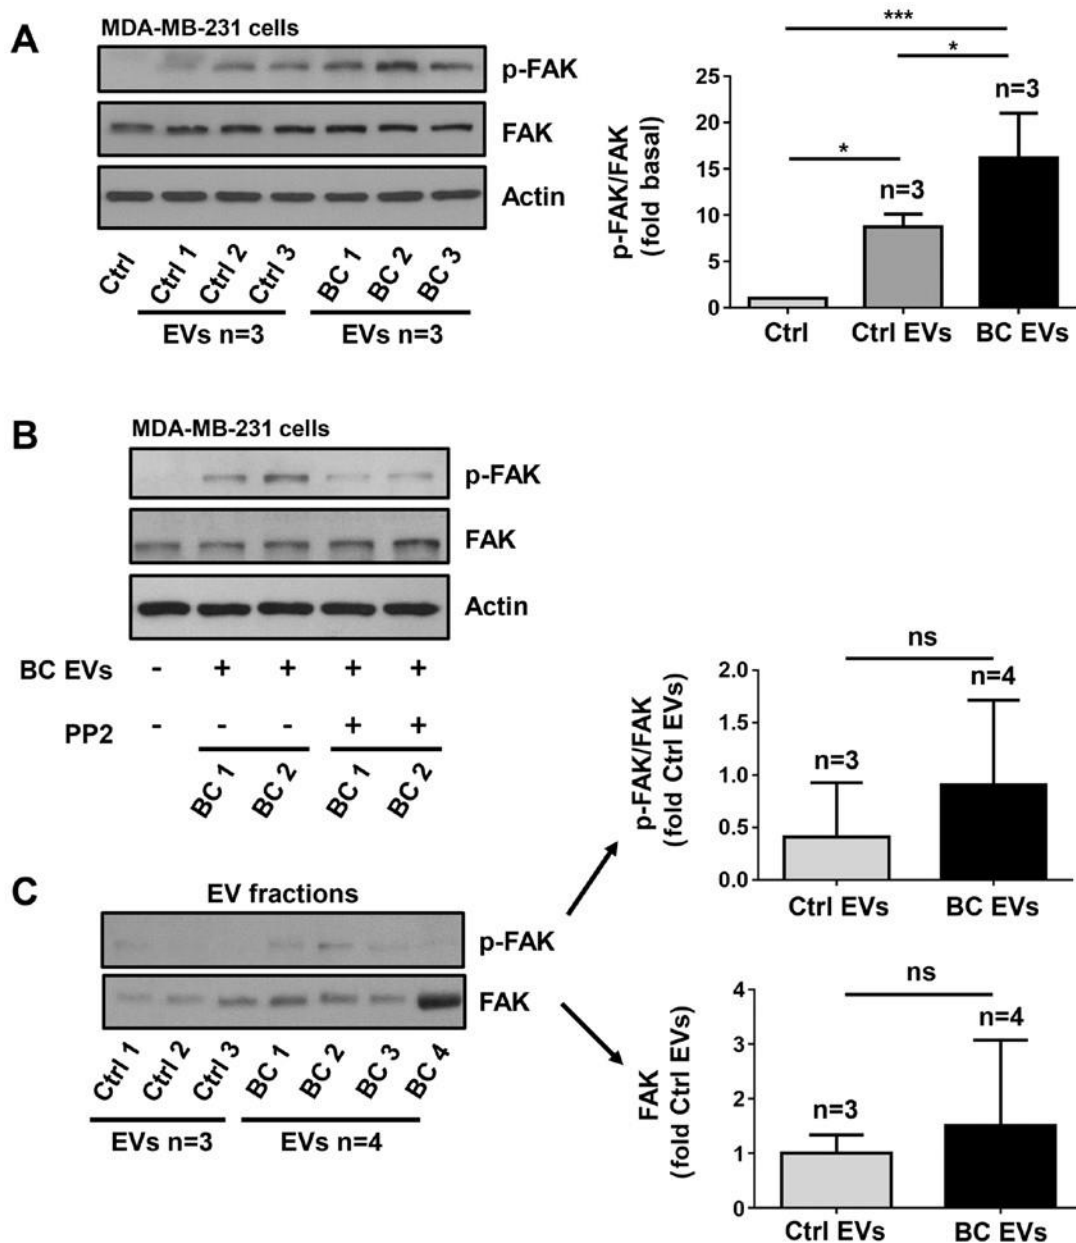 A
MDA-MB-231 cells
p-FAK
FAK
Actin
Ctrl
Ctrl 1
Ctrl 2
Ctrl 3
BC 1
BC 2
BC 3
EVs n=3
EVs n=3
***
*
*
n=3
n=3
p-FAK/FAK
(fold basal)
25
20
15
10
5
0
Ctrl
Ctrl EVs
BC EVs
B
MDA-MB-231 cells
p-FAK
FAK
Actin
BC EVs - + + + +
PP2 - - - + +
BC 1
BC 2
BC 1
BC 2
C
EV fractions
p-FAK
FAK
Ctrl 1
Ctrl 2
Ctrl 3
BC 1
BC 2
BC 3
BC 4
EVs n=3
EVs n=4
ns
n=4
n=3
p-FAK/FAK
(fold Ctrl EVs)
2.0
1.5
1.0
0.5
0.0
Ctrl EVs
BC EVs
ns
n=4
n=3
FAK
(fold Ctrl EVs)
4
3
2
1
0
Ctrl EVs
BC EVs